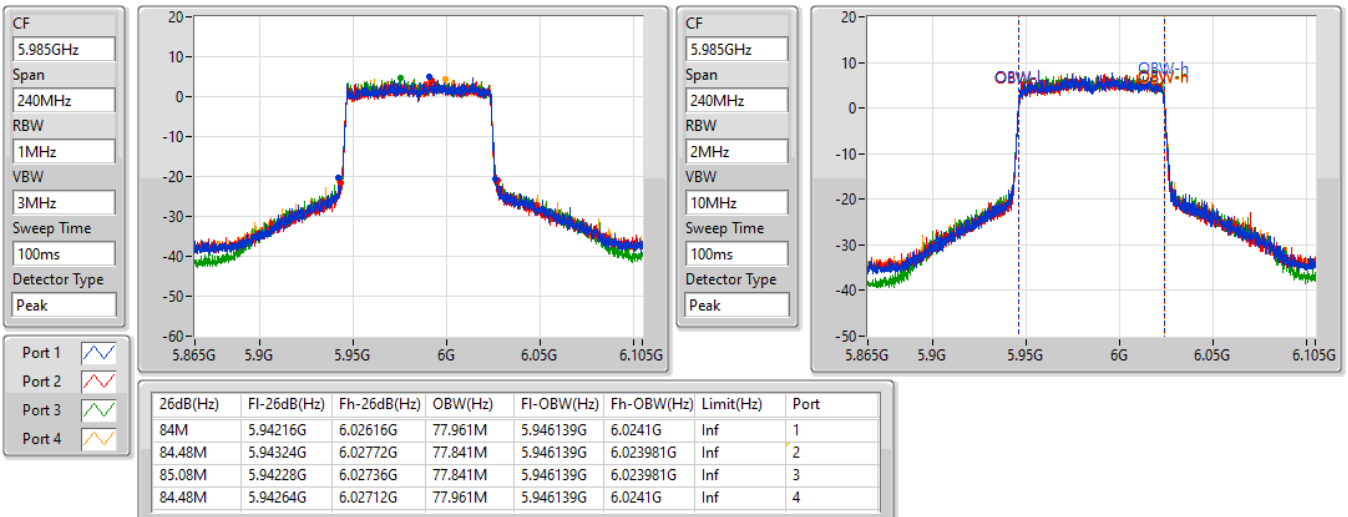 CF
5.985GHz
Span
240MHz
RBW
1MHz
VBW
3MHz
Sweep Time
100ms
Detector Type
Peak
20
10
0
-10
-20
-30
-40
-50
-60
5.865G 5.9G 5.95G 6G 6.05G 6.105G
CF
5.985GHz
Span
240MHz
RBW
2MHz
VBW
10MHz
Sweep Time
100ms
Detector Type
Peak
20
10
0
-10
-20
-30
-40
-50
OBW-l OBW-h
OBW-h
5.865G 5.9G 5.95G 6G 6.05G 6.105G
Port 1
Port 2
Port 3
Port 4
26dB(Hz) Fl-26dB(Hz) Fh-26dB(Hz) OBW(Hz) Fl-OBW(Hz) Fh-OBW(Hz) Limit(Hz) Port
84M 5.94216G 6.02616G 77.961M 5.946139G 6.0241G Inf 1
84.48M 5.94324G 6.02772G 77.841M 5.946139G 6.023981G Inf 2
85.08M 5.94228G 6.02736G 77.841M 5.946139G 6.023981G Inf 3
84.48M 5.94264G 6.02712G 77.961M 5.946139G 6.0241G Inf 4